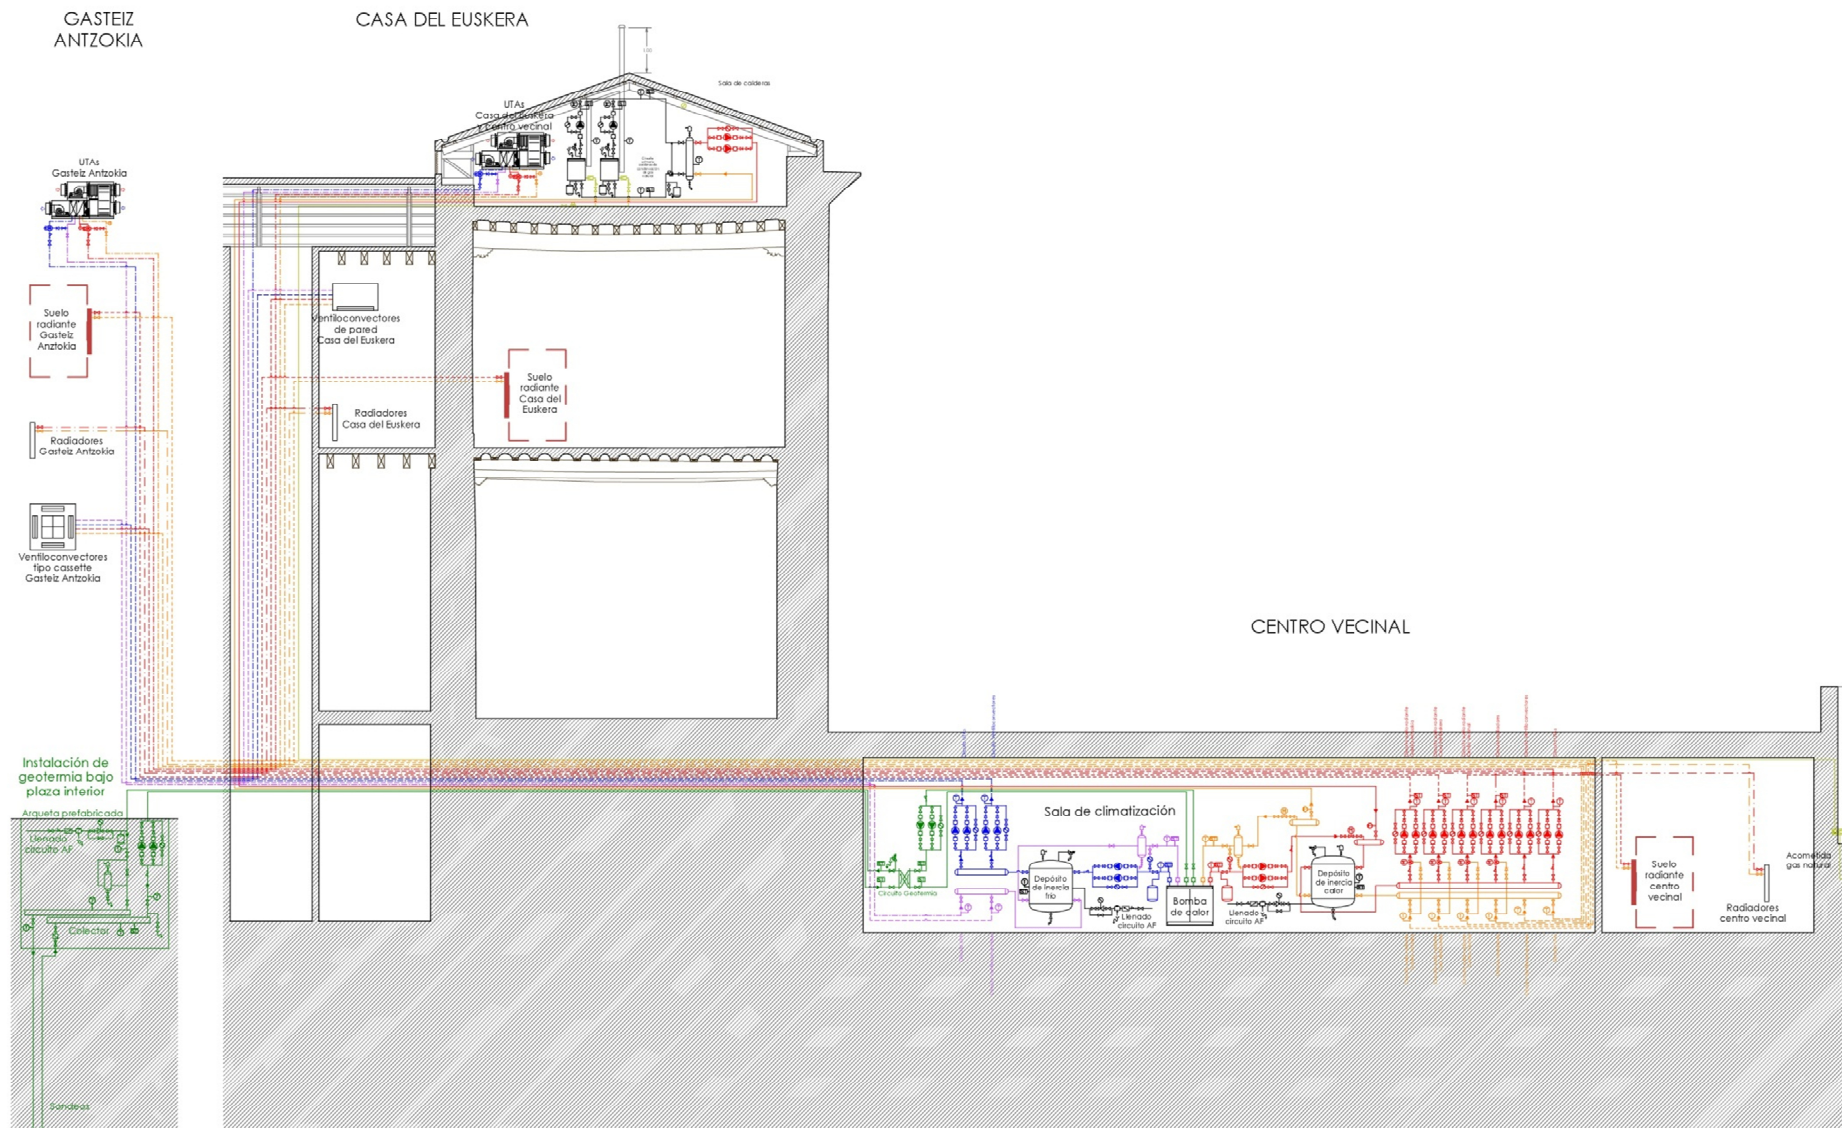 GASTEIZ
ANTZOKIA
CASA DEL EUSKERA
Sala de calderas
UTAs
Casa del Euskera
y centro vecinal
UTAs
Gasteiz Antzokia
Suelo
radiante
Gasteiz
Anztokia
Ventiloconvectores
de pared
Casa del Euskera
Suelo
radiante
Casa del
Euskera
Radiadores
Casa del Euskera
Radiadores
Gasteiz Antzokia
Ventiloconvectores
tipo cassette
Gasteiz Antzokia
CENTRO VECINAL
Instalación de
geotermia bajo
plaza interior
Arqueta prefabricada
Llenado
circuito AF
Colector
Sondeos
Sala de climatización
Circuito Geotermia
Depósito
de inercia
frío
Llenado
circuito AF
Bomba
de calor
Llenado
circuito AF
Depósito
de inercia
calor
Suelo
radiante
centro
vecinal
Radiadores
centro vecinal
Acometida
gas natural